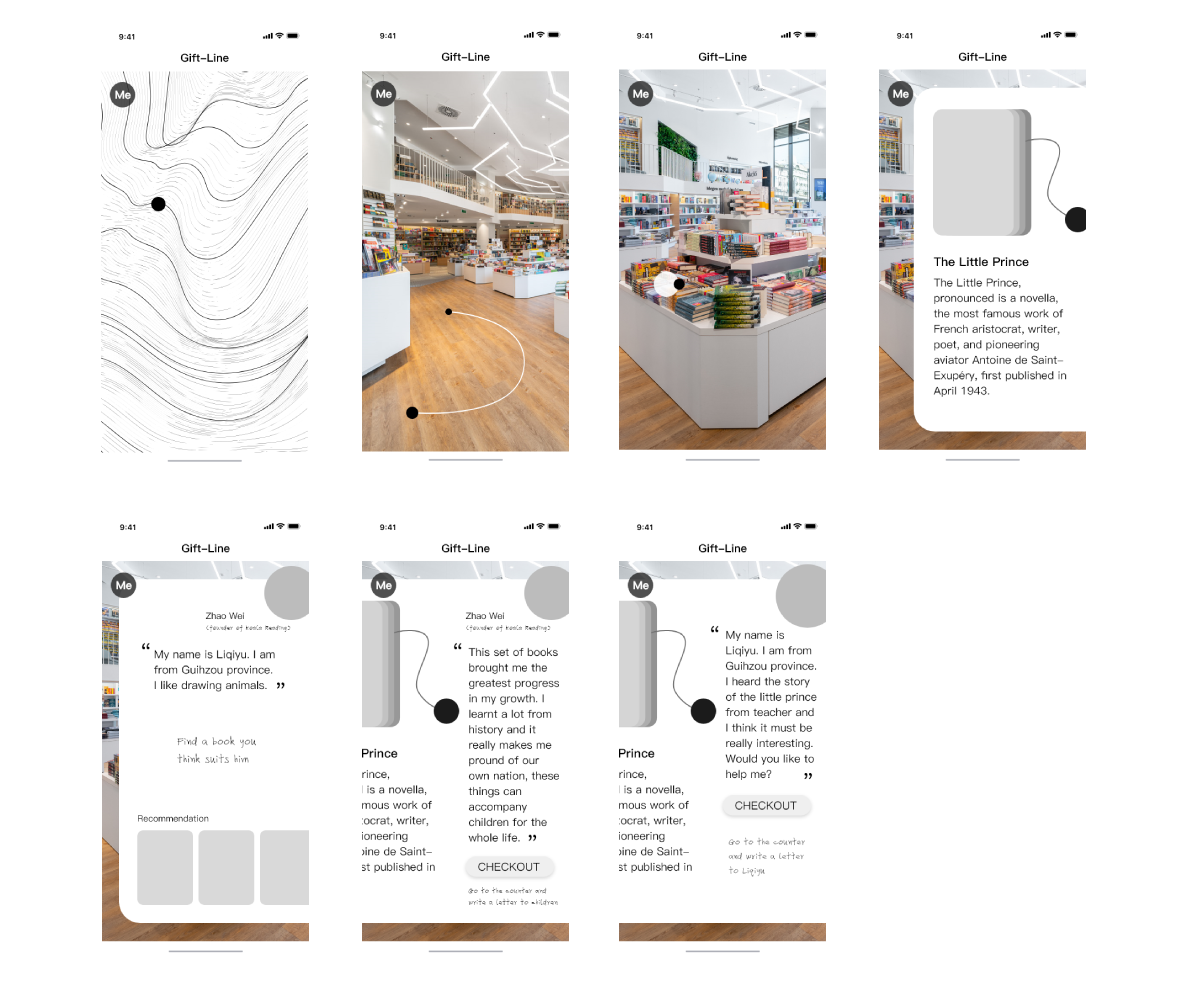 9:41
Gift-Line
Me
9:41
Gift-Line
Me
9:41
Gift-Line
Me
9:41
Gift-Line
Me
The Little Prince
The Little Prince,
pronounced is a novella,
the most famous work of
French aristocrat, writer,
poet, and pioneering
aviator Antoine de Saint-
Exupéry, first published in
April 1943.
9:41
Gift-Line
Me
Zhao Wei
“ My name is Liqiyu. I am
from Guihzou province.
I like drawing animals. ”
Find a book you
think suits him
Recommendation
9:41
Gift-Line
Me
Zhao Wei
“ This set of books
brought me the
greatest progress
in my growth. I
learnt a lot from
history and it
really makes me
pround of our
own nation, these
things can
accompany
children for the
whole life. ”
Prince
rince,
l is a novella,
mous work of
tocrat, writer,
ioneering
oine de Saint-
st published in
CHECKOUT
Go to the counter and
write a letter to children
9:41
Gift-Line
Me
“ My name is
Liqiyu. I am from
Guihzou province.
I heard the story
of the little prince
from teacher and
I think it must be
really interesting.
Would you like to
help me? ”
Prince
rince,
l is a novella,
mous work of
tocrat, writer,
ioneering
oine de Saint-
st published in
CHECKOUT
Go to the counter
and write a letter
to Liqiyu